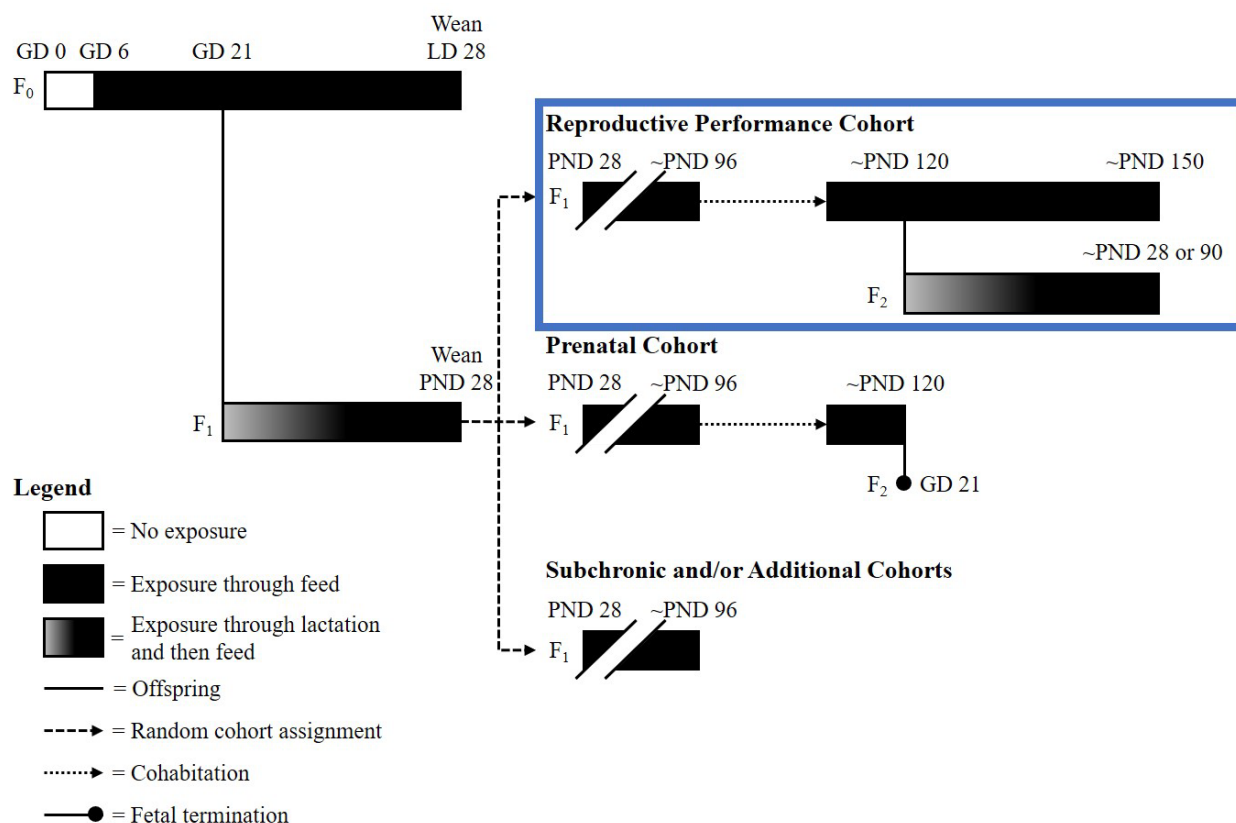 Wean
GD 0 GD 6 GD 21 LD 28
F0
Reproductive Performance Cohort
PND 28 ~PND 96 ~PND 120 ~PND 150
F1
~PND 28 or 90
F2
Prenatal Cohort
Wean
PND 28
PND 28 ~PND 96 ~PND 120
F1
F1
F2 GD 21
Legend
= No exposure
= Exposure through feed
= Exposure through lactation
and then feed
= Offspring
= Random cohort assignment
= Cohabitation
= Fetal termination
Subchronic and/or Additional Cohorts
PND 28 ~PND 96
F1